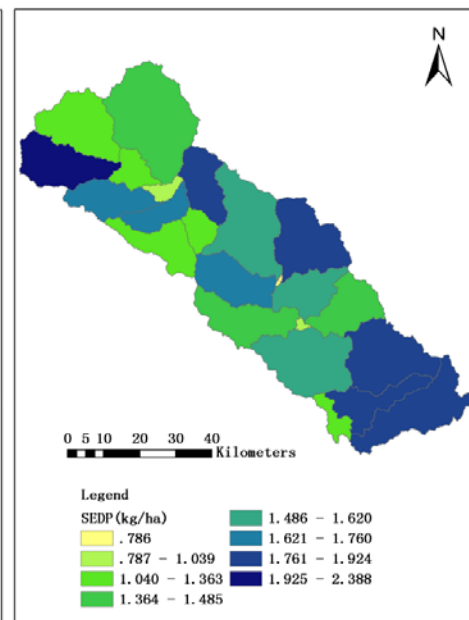 N
0 5 10 20 30 40
Kilometers
Legend
SEDP(kg/ha)
.786
.787 - 1.039
1.040 - 1.363
1.364 - 1.485
1.486 - 1.620
1.621 - 1.760
1.761 - 1.924
1.925 - 2.388